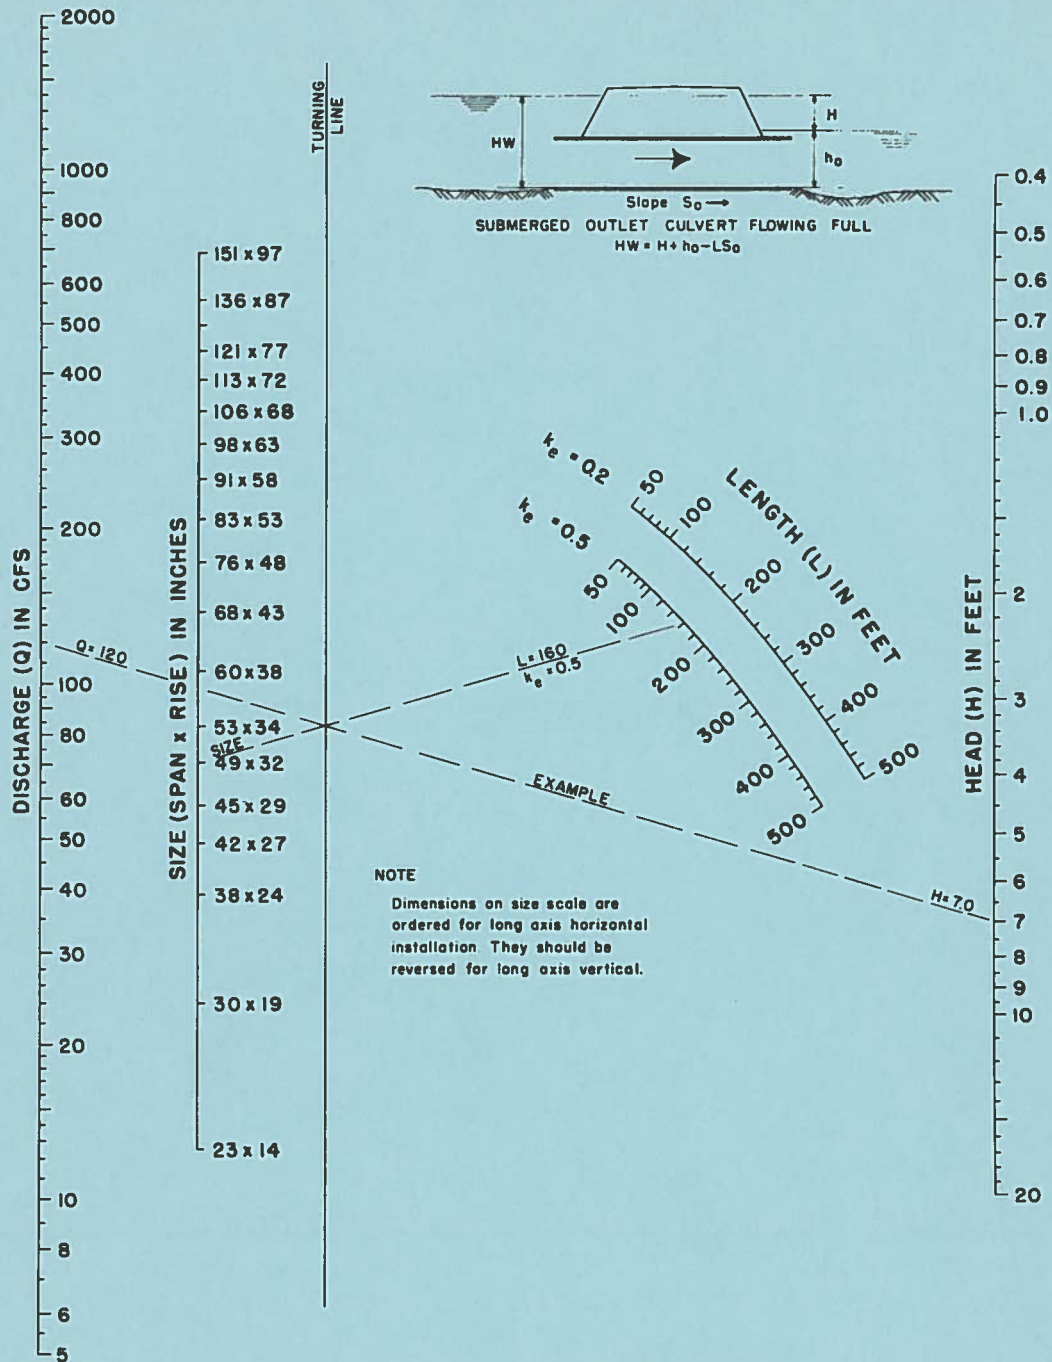 DISCHARGE (Q) IN CFS
2000
1000
800
600
500
400
300
200
100
80
60
50
40
30
20
10
8
6
5
SIZE (SPAN x RISE) IN INCHES
151 x 97
136 x 87
121 x 77
113 x 72
106 x 68
98 x 63
91 x 58
83 x 53
76 x 48
68 x 43
60 x 38
53 x 34
49 x 32
45 x 29
42 x 27
38 x 24
30 x 19
23 x 14
TURNING
LINE
HW
H
ho
Slope So →
SUBMERGED OUTLET CULVERT FLOWING FULL
HW = H + ho - LSo
ke = 0.2
50
100
200
300
400
500
LENGTH (L) IN FEET
ke = 0.5
50
100
200
300
400
500
Q = 120
SIZE
L = 160
ke = 0.5
EXAMPLE
H = 7.0
NOTE
Dimensions on size scale are
ordered for long axis horizontal
installation. They should be
reversed for long axis vertical.
HEAD (H) IN FEET
0.4
0.5
0.6
0.7
0.8
0.9
1.0
2
3
4
5
6
7
8
9
10
20